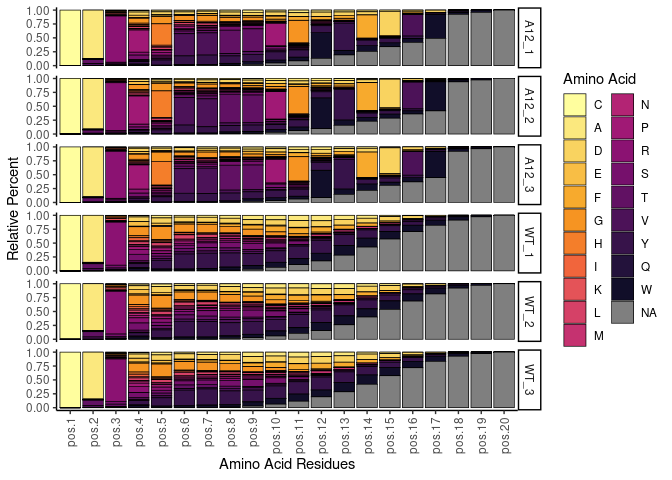 Relative Percent
1.00
0.75
0.50
0.25
0.00
A12_1
1.00
0.75
0.50
0.25
0.00
A12_2
1.00
0.75
0.50
0.25
0.00
A12_3
1.00
0.75
0.50
0.25
0.00
WT_1
1.00
0.75
0.50
0.25
0.00
WT_2
1.00
0.75
0.50
0.25
0.00
WT_3
pos.1
pos.2
pos.3
pos.4
pos.5
pos.6
pos.7
pos.8
pos.9
pos.10
pos.11
pos.12
pos.13
pos.14
pos.15
pos.16
pos.17
pos.18
pos.19
pos.20
Amino Acid Residues
Amino Acid
C
A
D
E
F
G
H
I
K
L
M
N
P
R
S
T
V
Y
Q
W
NA